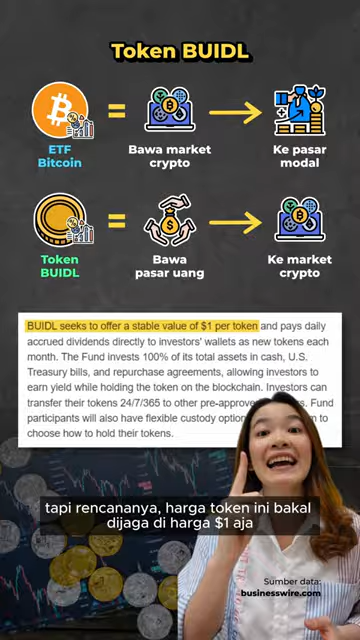 Token BUIDL
ETF
Bitcoin
=
Bawa market
crypto
Ke pasar
modal
Token
BUIDL
=
Bawa
pasar uang
Ke market
crypto
BUIDL seeks to offer a stable value of $1 per token and pays daily
accrued dividends directly to investors' wallets as new tokens each
month. The Fund invests 100% of its total assets in cash, U.S.
Treasury bills, and repurchase agreements, allowing investors to
earn yield while holding the token on the blockchain. Investors can
transfer their tokens 24/7/365 to other pre-approved
participants will also have flexible custody to
choose how to hold their tokens.
tapi rencananya, harga token ini bakal
dijaga di harga $1 aja
Sumber data:
businesswire.com